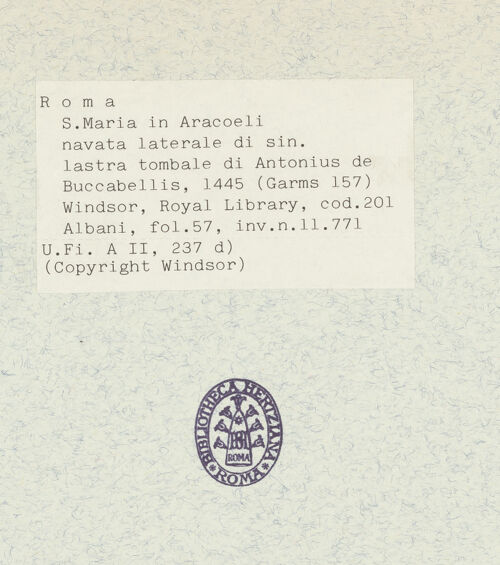 R o m a
S.Maria in Aracoeli
navata laterale di sin.
lastra tombale di Antonius de
Buccabellis, 1445 (Garms 157)
Windsor, Royal Library, cod.201
Albani, fol.57, inv.n.11.771
U.Fi. A II, 237 d)
(Copyright Windsor)
BIBLIOTHECA HERTZIANA
ROMA
ROMA